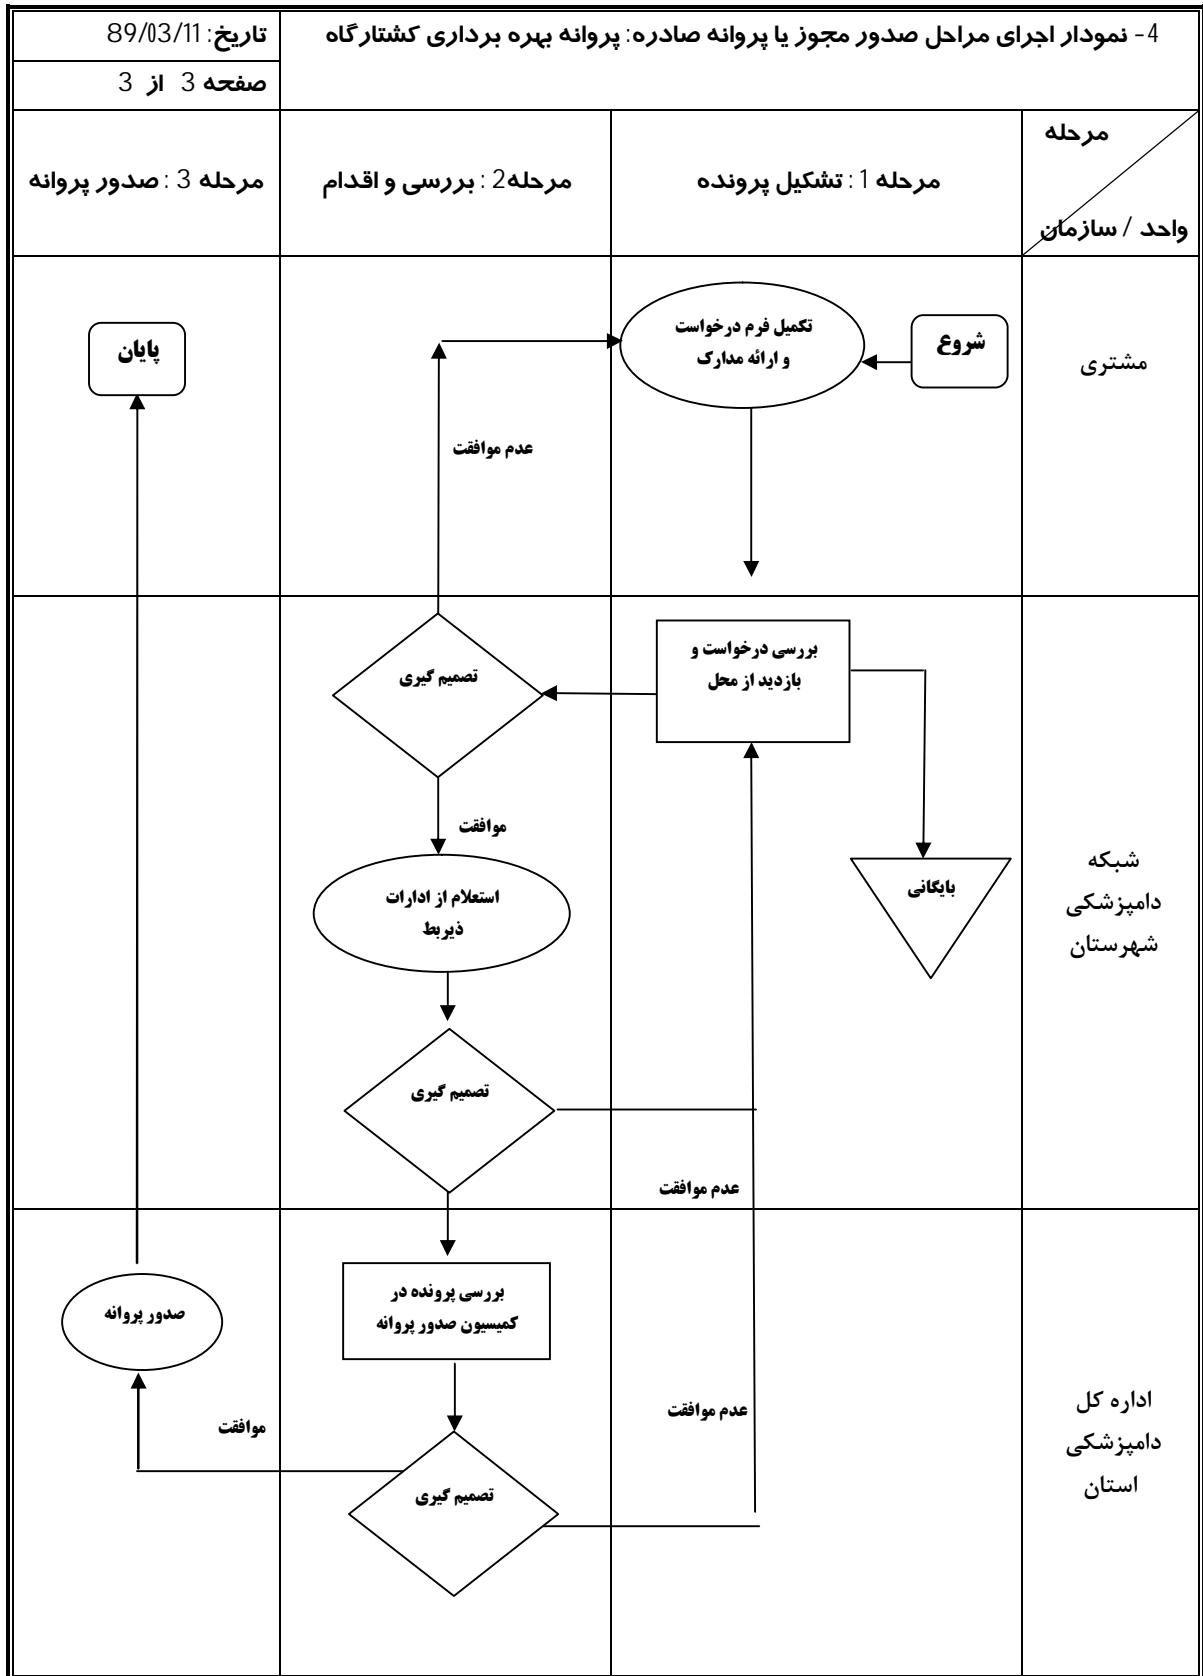 4- نمودار اجرای مراحل صدور مجوز یا پروانه صادره: پروانه بهره برداری کشتارگاه
تاریخ: 89/03/11
صفحه 3 از 3
مرحله
واحد / سازمان
مرحله 1 : تشکیل پرونده
مرحله2 : بررسی و اقدام
مرحله 3 : صدور پروانه
مشتری
شروع
تکمیل فرم درخواست
و ارائه مدارک
عدم موافقت
پایان
شبکه
دامپزشکی
شهرستان
بررسی درخواست و
بازدید از محل
تصمیم گیری
موافقت
بایگانی
استعلام از ادارات
ذیربط
تصمیم گیری
عدم موافقت
اداره کل
دامپزشکی
استان
بررسی پرونده در
کمیسیون صدور پروانه
صدور پروانه
عدم موافقت
موافقت
تصمیم گیری